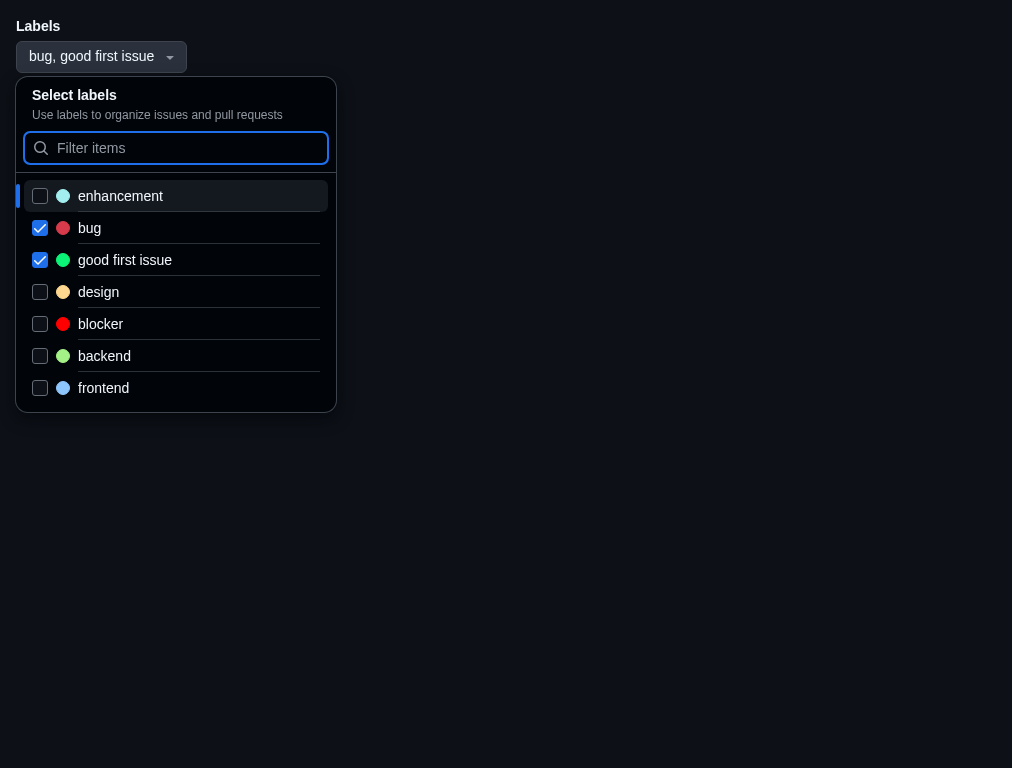 Labels
bug, good first issue
Select labels
Use labels to organize issues and pull requests
Filter items
enhancement
bug
good first issue
design
blocker
backend
frontend